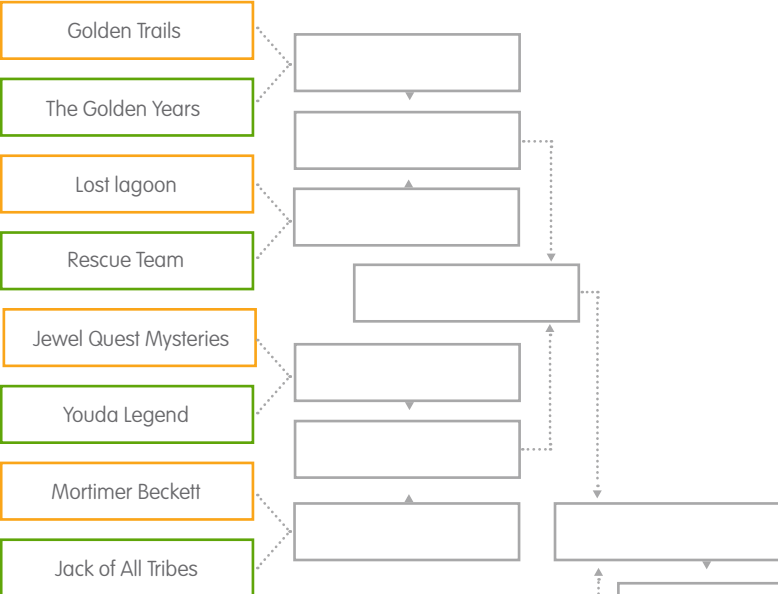 Golden Trails
The Golden Years
Lost lagoon
Rescue Team
Jewel Quest Mysteries
Youda Legend
Mortimer Beckett
Jack of All Tribes